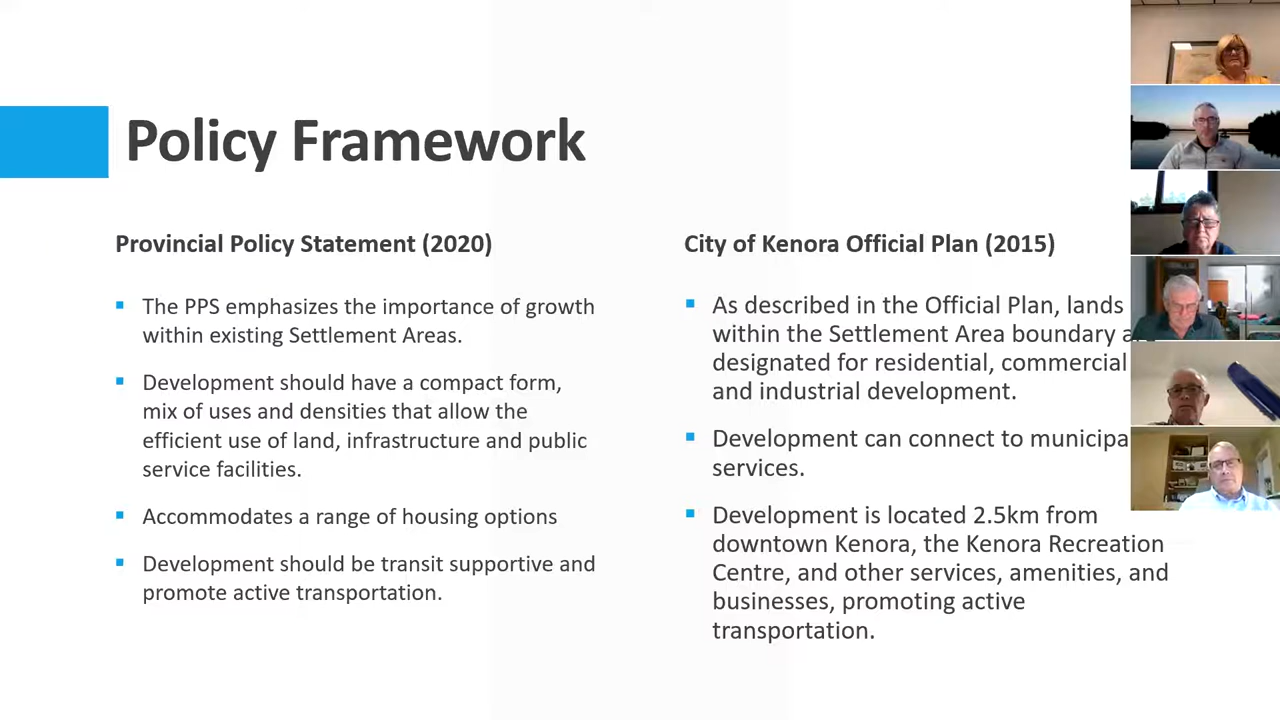 Policy Framework
Provincial Policy Statement (2020)
The PPS emphasizes the importance of growth
within existing Settlement Areas.
Development should have a compact form,
mix of uses and densities that allow the
efficient use of land, infrastructure and public
service facilities.
Accommodates a range of housing options
Development should be transit supportive and
promote active transportation.
City of Kenora Official Plan (2015)
As described in the Official Plan, lands
within the Settlement Area boundary
designated for residential, commercial
and industrial development.
Development can connect to municipa
services.
Development is located 2.5km from
downtown Kenora, the Kenora Recreation
Centre, and other services, amenities, and
businesses, promoting active
transportation.